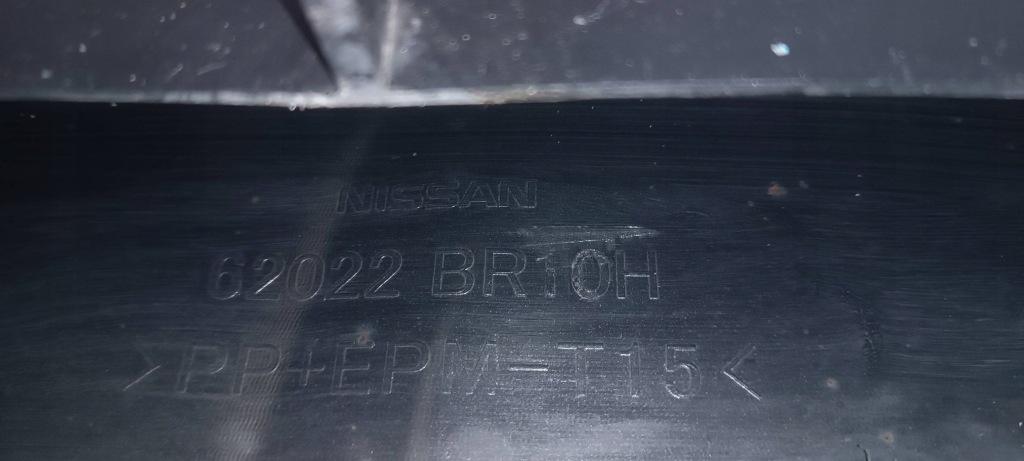 NISSAN
62022 BR10H
>PP+EPM-T15<